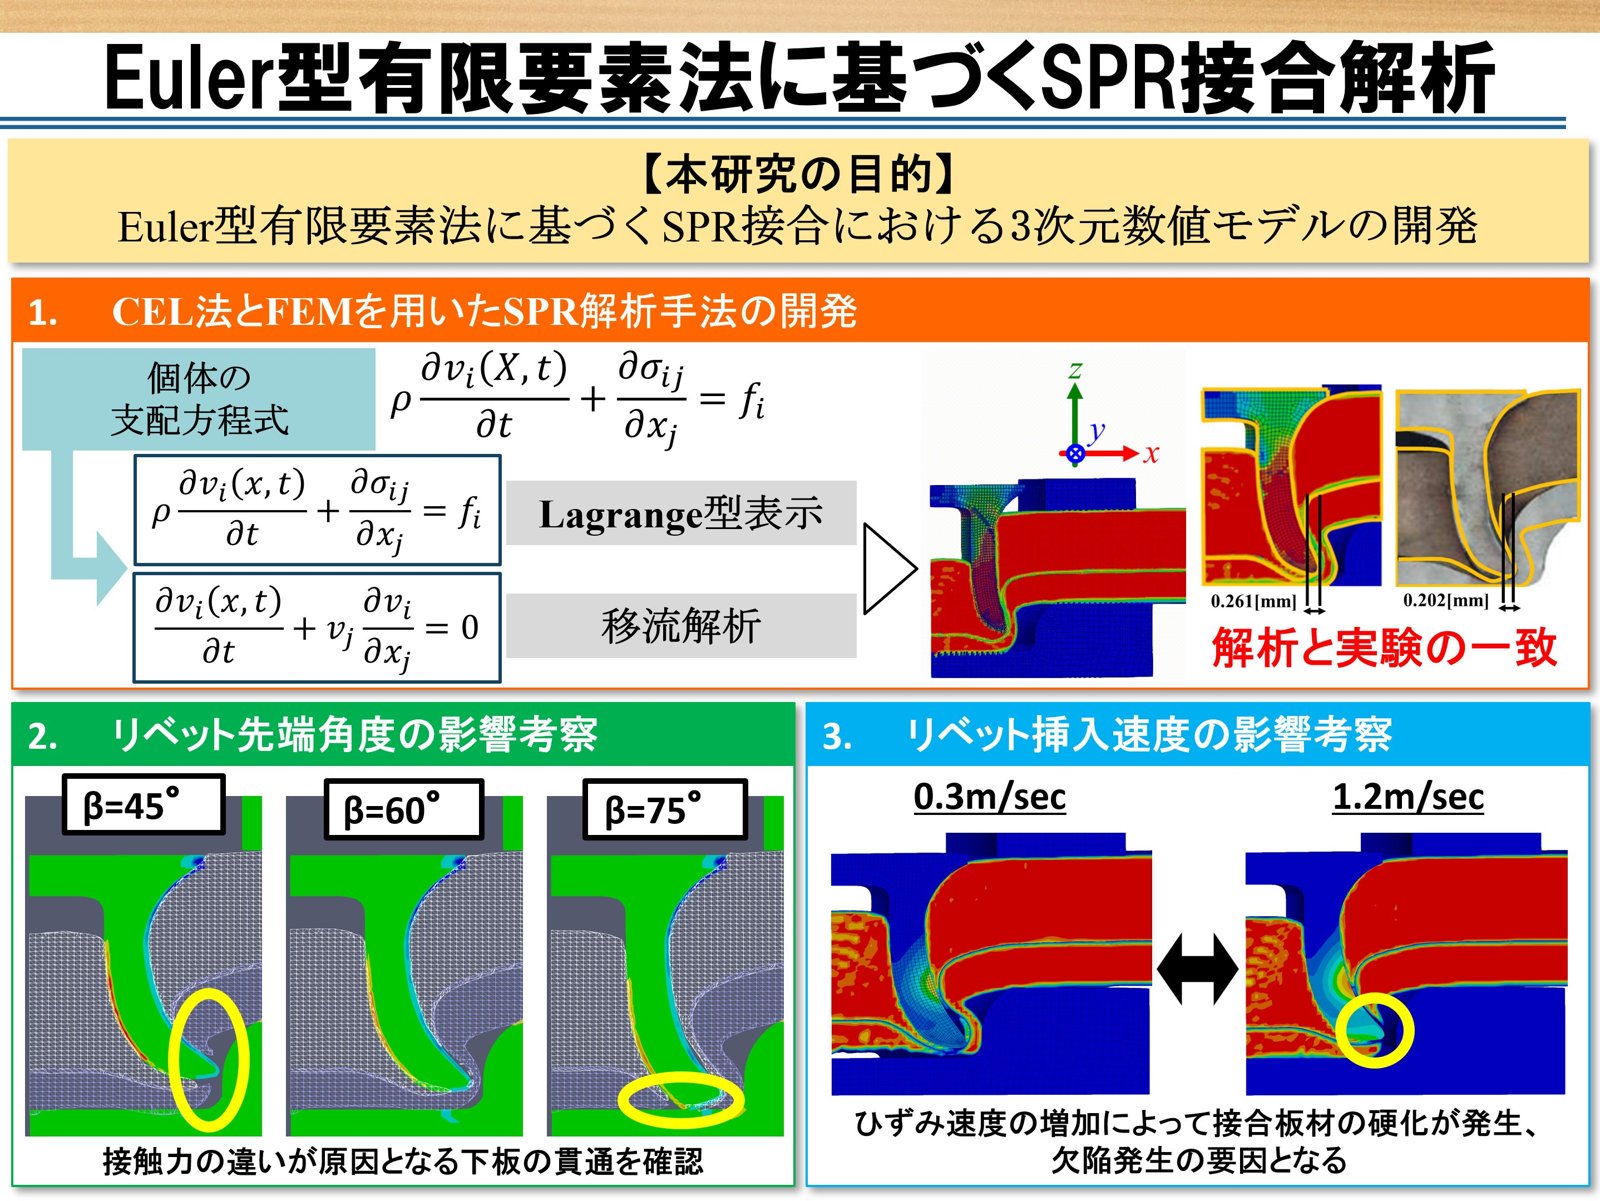 Euler型有限要素法に基づくSPR接合解析
【本研究の目的】
Euler型有限要素法に基づくSPR接合における3次元数値モデルの開発
1. CEL法とFEMを用いたSPR解析手法の開発
個体の
支配方程式
ρ ∂v_i(X, t)/∂t + ∂σ_ij/∂x_j = f_i
ρ ∂v_i(x, t)/∂t + ∂σ_ij/∂x_j = f_i
Lagrange型表示
∂v_i(x, t)/∂t + v_j ∂v_i/∂x_j = 0
移流解析
z
y
x
0.261[mm]
0.202[mm]
解析と実験の一致
2. リベット先端角度の影響考察
β=45°
β=60°
β=75°
接触力の違いが原因となる下板の貫通を確認
3. リベット挿入速度の影響考察
0.3m/sec
1.2m/sec
ひずみ速度の増加によって接合板材の硬化が発生、
欠陥発生の要因となる